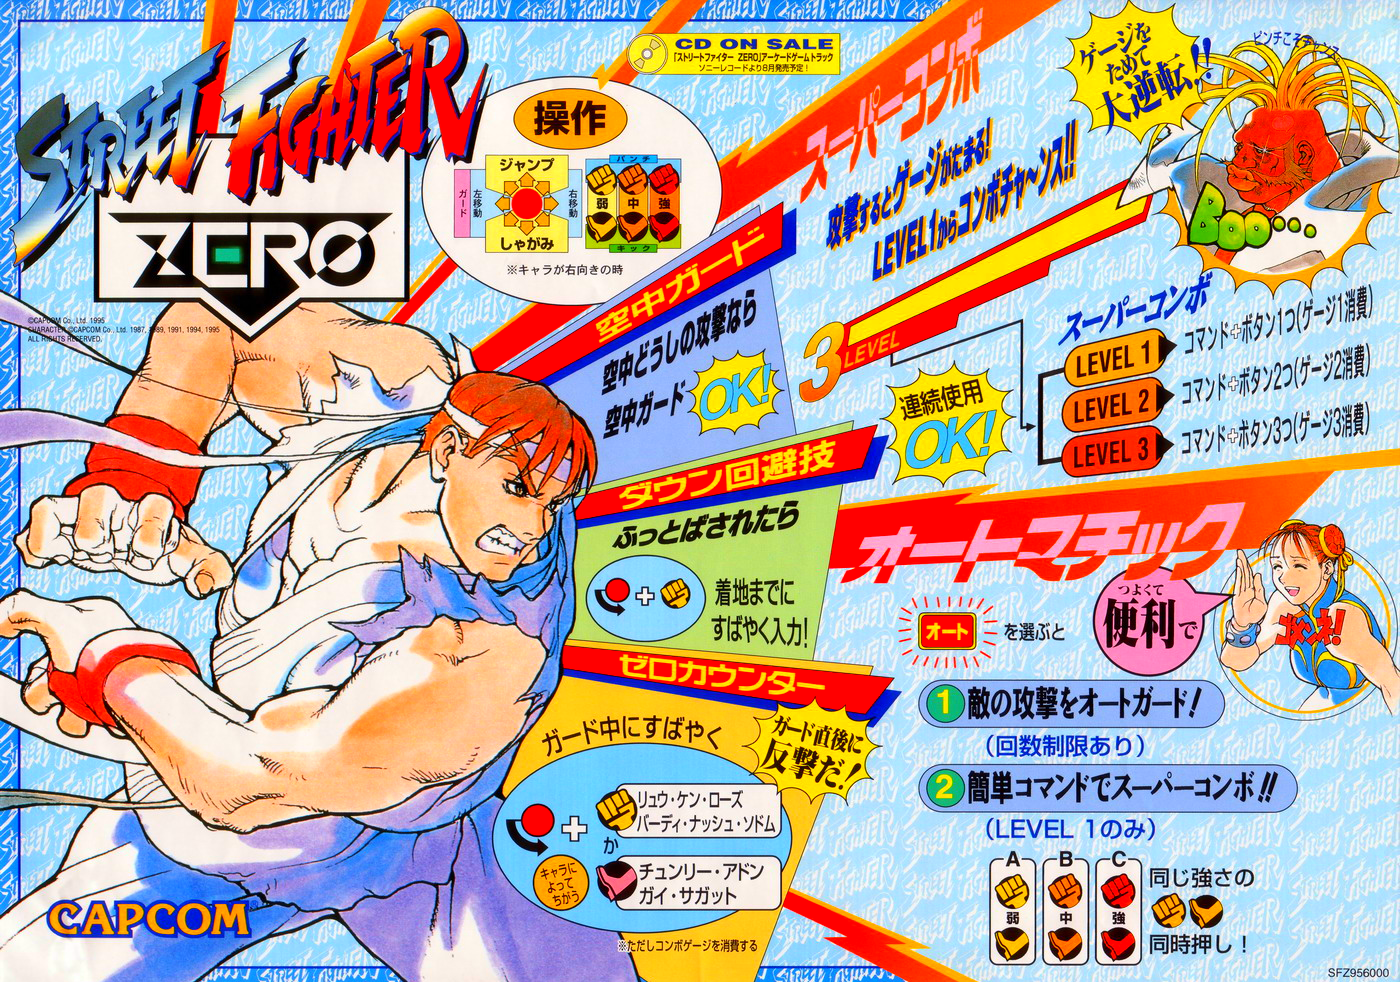 STREET FIGHTER
ZERO
©CAPCOM Co., Ltd. 1995
CHARACTER ©CAPCOM Co., Ltd. 1987, 1989, 1991, 1994, 1995
ALL RIGHTS RESERVED.
CD ON SALE
「ストリートファイター ZERO」アーケードゲームトラック
ソニーレコードより8月発売予定！
操作
ジャンプ
ガード
左移動
右移動
しゃがみ
パンチ
弱 中 強
キック
※キャラが右向きの時
空中ガード
空中どうしの攻撃なら
空中ガード OK!
ダウン回避技
ふっとばされたら
+
着地までに
すばやく入力!
ゼロカウンター
ガード中にすばやく
ガード直後に
反撃だ!
+
リュウ・ケン・ローズ
バーディ・ナッシュ・ソドム
か
チュンリー・アドン
ガイ・サガット
キャラに
よって
ちがう
※ただしコンボゲージを消費する
スーパーコンボ
攻撃するとゲージがたまる!
LEVEL1からコンボチャ〜ンス!!
ゲージを
ためて
大逆転!!
ピンチこそチャンス
BOO...
3 LEVEL
連続使用
OK!
スーパーコンボ
LEVEL 1 コマンド+ボタン1つ(ゲージ1消費)
LEVEL 2 コマンド+ボタン2つ(ゲージ2消費)
LEVEL 3 コマンド+ボタン3つ(ゲージ3消費)
オートマチック
つよくて
便利で
ゴメンネ!
オート を選ぶと
1 敵の攻撃をオートガード!
（回数制限あり）
2 簡単コマンドでスーパーコンボ!!
（LEVEL 1のみ）
A B C
弱 中 強
同じ強さの
同時押し！
CAPCOM
SFZ956000